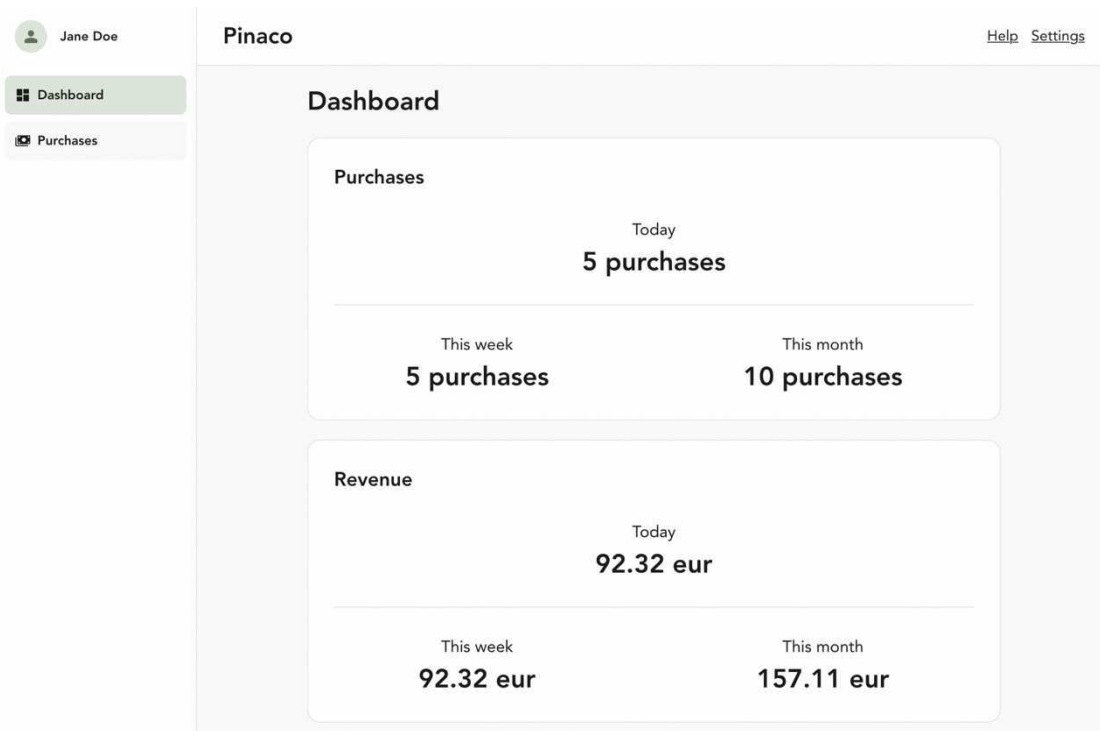 Jane Doe
Pinaco
Help Settings
Dashboard
Purchases
Dashboard
Purchases
Today
5 purchases
This week
5 purchases
This month
10 purchases
Revenue
Today
92.32 eur
This week
92.32 eur
This month
157.11 eur